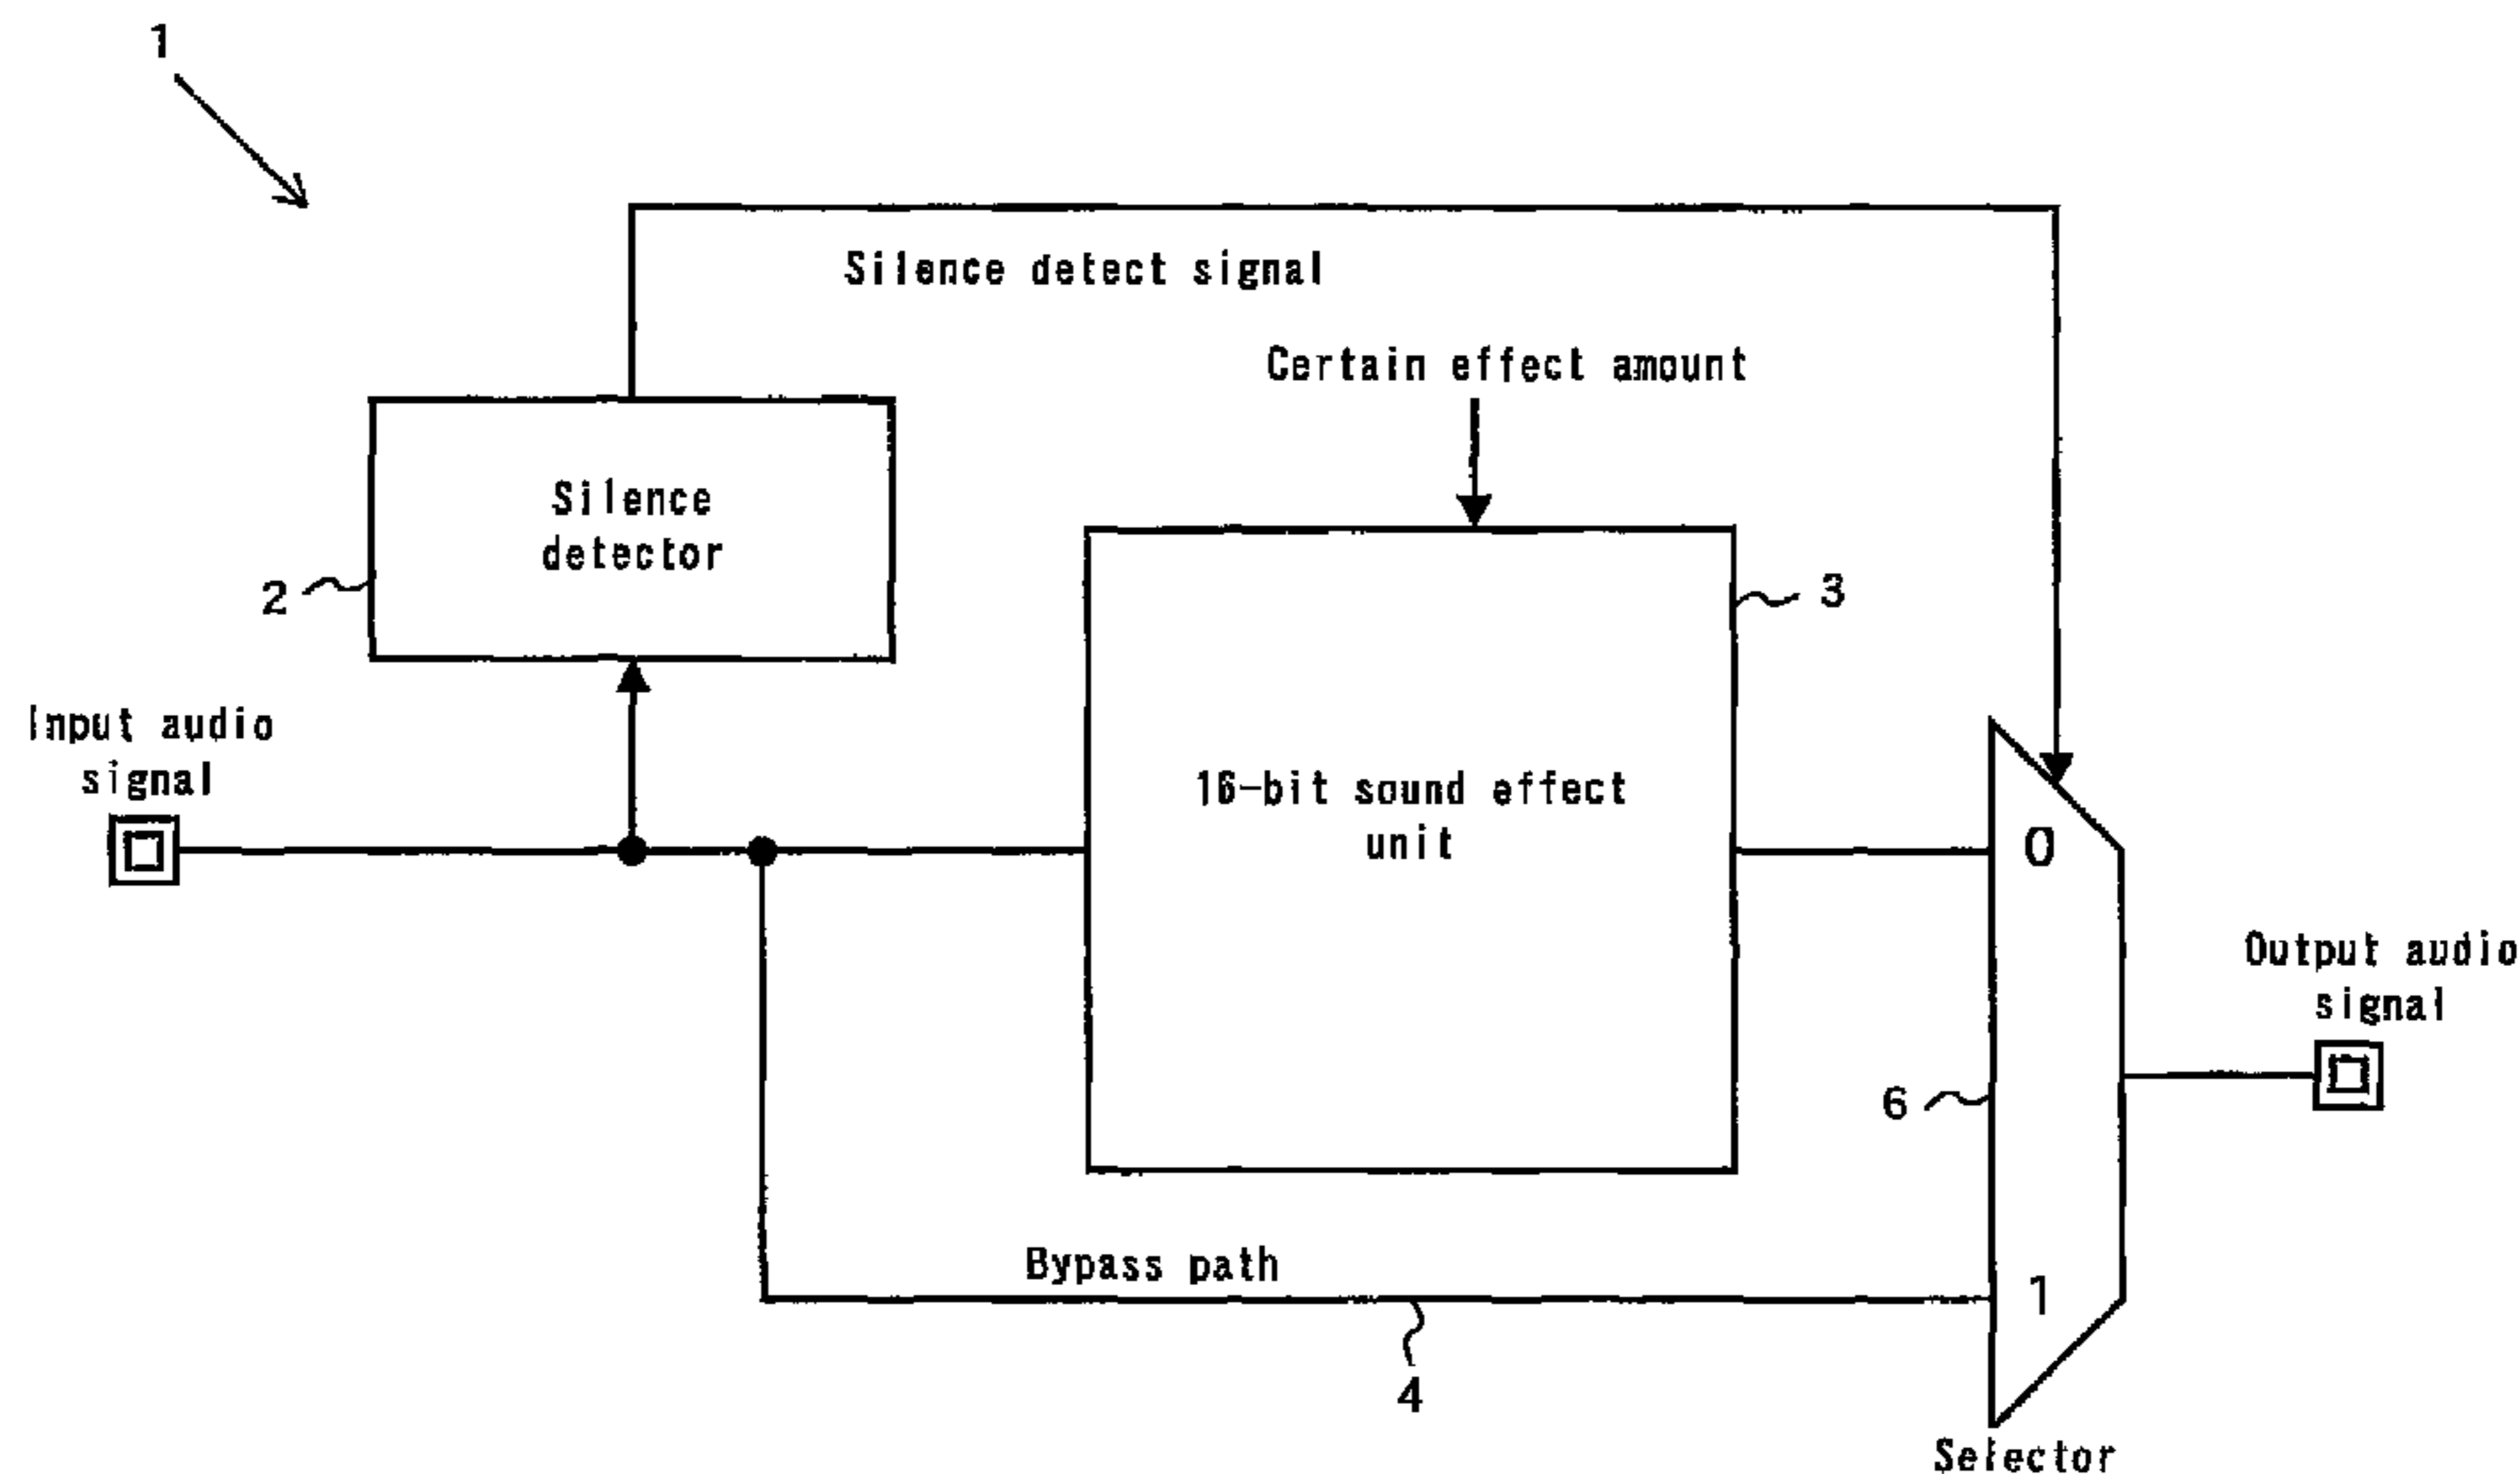 1
Silence detect signal
Certain effect amount
Silence
detector
2
3
Input audio
signal
16-bit sound effect
unit
0
Output audio
signal
6
Bypass path
1
4
Selector